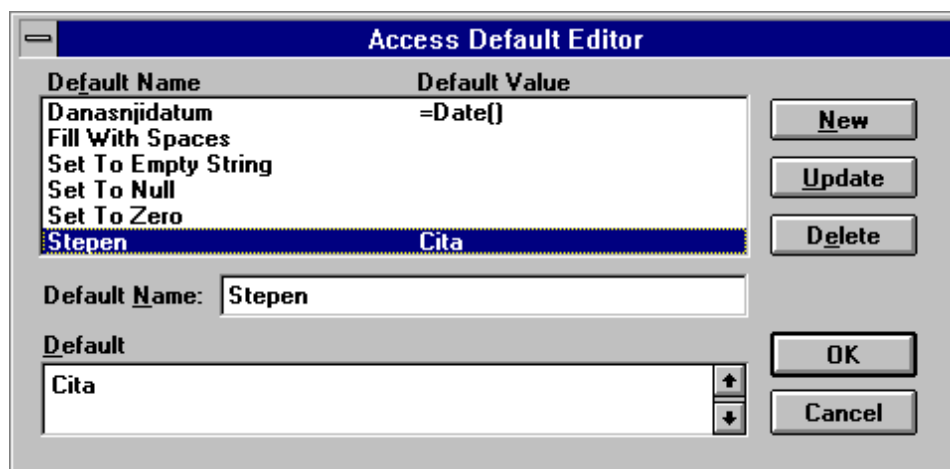 Access Default Editor
Default Name Default Value
Danasnjidatum =Date()
Fill With Spaces
Set To Empty String
Set To Null
Set To Zero
Stepen Cita
New
Update
Delete
Default Name: Stepen
Default
Cita
OK
Cancel